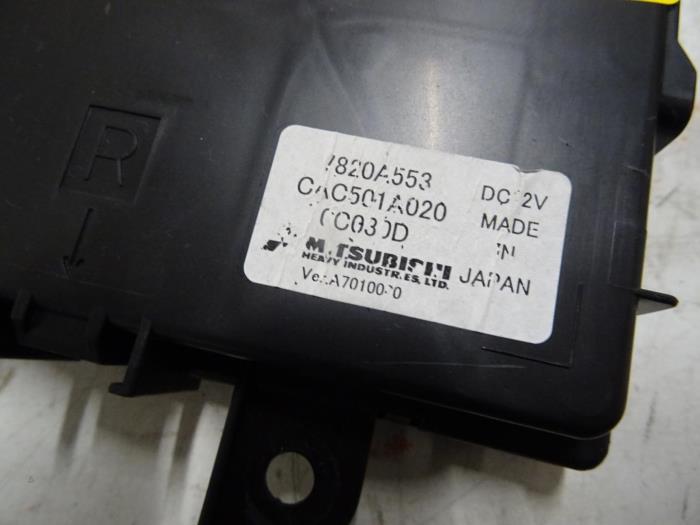 R
7820A553
CAC501A020
DC12V
MADE
IN
JAPAN
MITSUBISHI
HEAVY INDUSTRIES, LTD.